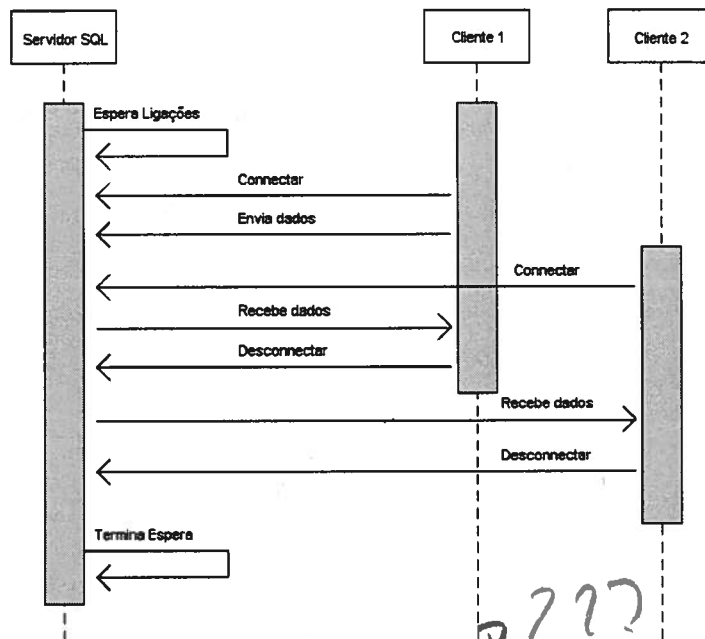 Servidor SQL
Cliente 1
Cliente 2
Espera Ligações
Connectar
Envia dados
Connectar
Recebe dados
Desconnectar
Recebe dados
Desconnectar
Termina Espera
???